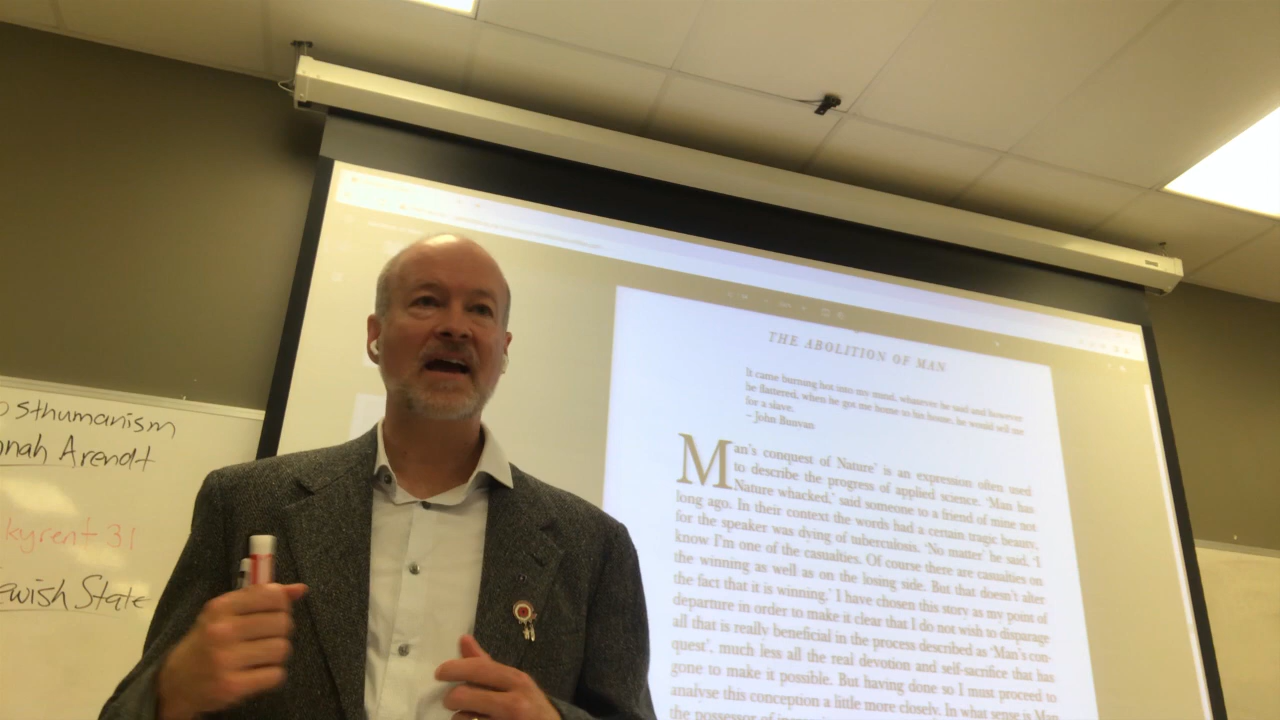 osthumanism
nnah Arendt
kyrent 31
ewish State
THE ABOLITION OF MAN
It came burning hot into my mind, whatever he said and however
he flattered, when he got me home to his house, he would sell me
for a slave.
– John Bunyan
Man's conquest of Nature' is an expression often used
to describe the progress of applied science. 'Man has
Nature whacked,' said someone to a friend of mine not
long ago. In their context the words had a certain tragic beauty,
for the speaker was dying of tuberculosis. 'No matter' he said, 'I
know I'm one of the casualties. Of course there are casualties on
the winning as well as on the losing side. But that doesn't alter
the fact that it is winning.' I have chosen this story as my point of
departure in order to make it clear that I do not wish to disparage
all that is really beneficial in the process described as 'Man's con-
quest', much less all the real devotion and self-sacrifice that has
gone to make it possible. But having done so I must proceed to
analyse this conception a little more closely. In what sense is Man
the possessor of